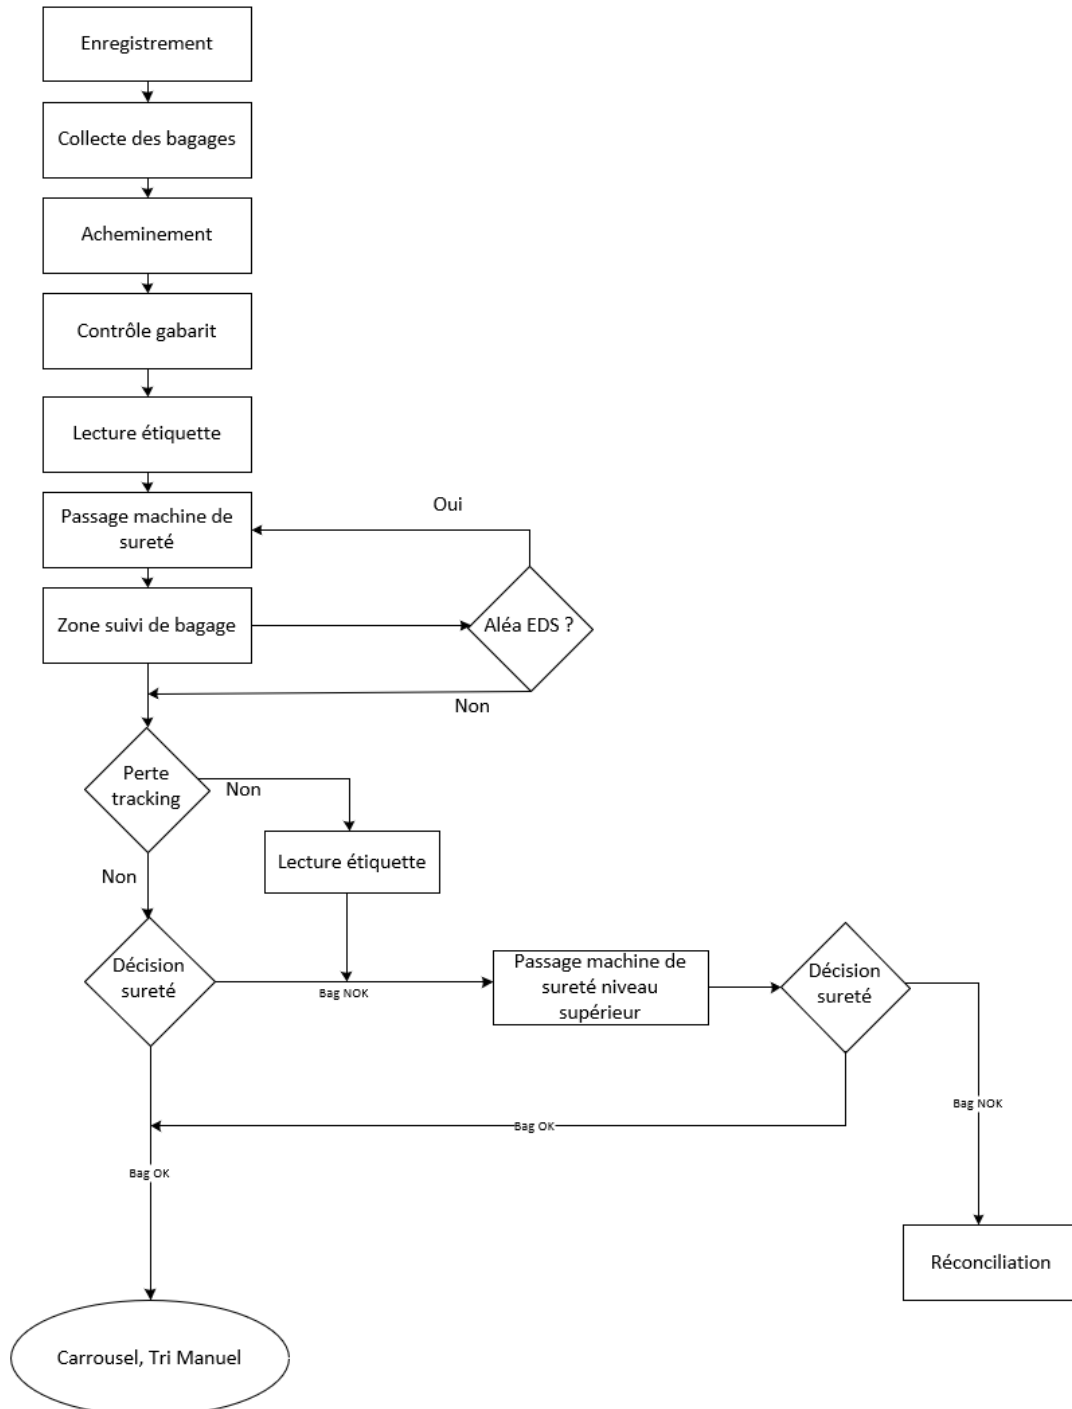 Enregistrement
Collecte des bagages
Acheminement
Contrôle gabarit
Lecture étiquette
Passage machine de
sureté
Oui
Zone suivi de bagage
Aléa EDS ?
Non
Perte
tracking
Non
Lecture étiquette
Non
Décision
sureté
Bag NOK
Passage machine de
sureté niveau
supérieur
Décision
sureté
Bag NOK
Bag OK
Bag OK
Réconciliation
Carrousel, Tri Manuel